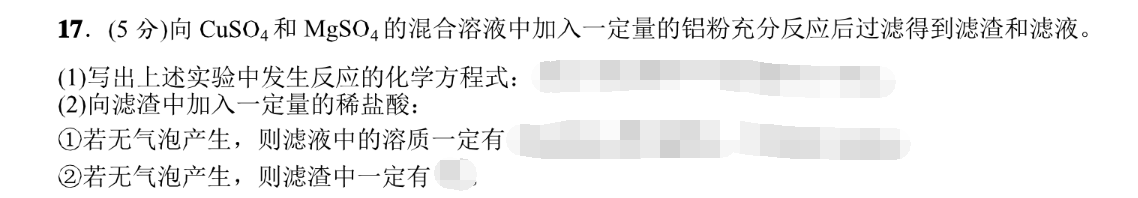 17. (5 分)向 CuSO₄ 和 MgSO₄ 的混合溶液中加入一定量的铝粉充分反应后过滤得到滤渣和滤液。
(1)写出上述实验中发生反应的化学方程式：
(2)向滤渣中加入一定量的稀盐酸：
①若无气泡产生，则滤液中的溶质一定有
②若无气泡产生，则滤渣中一定有 .